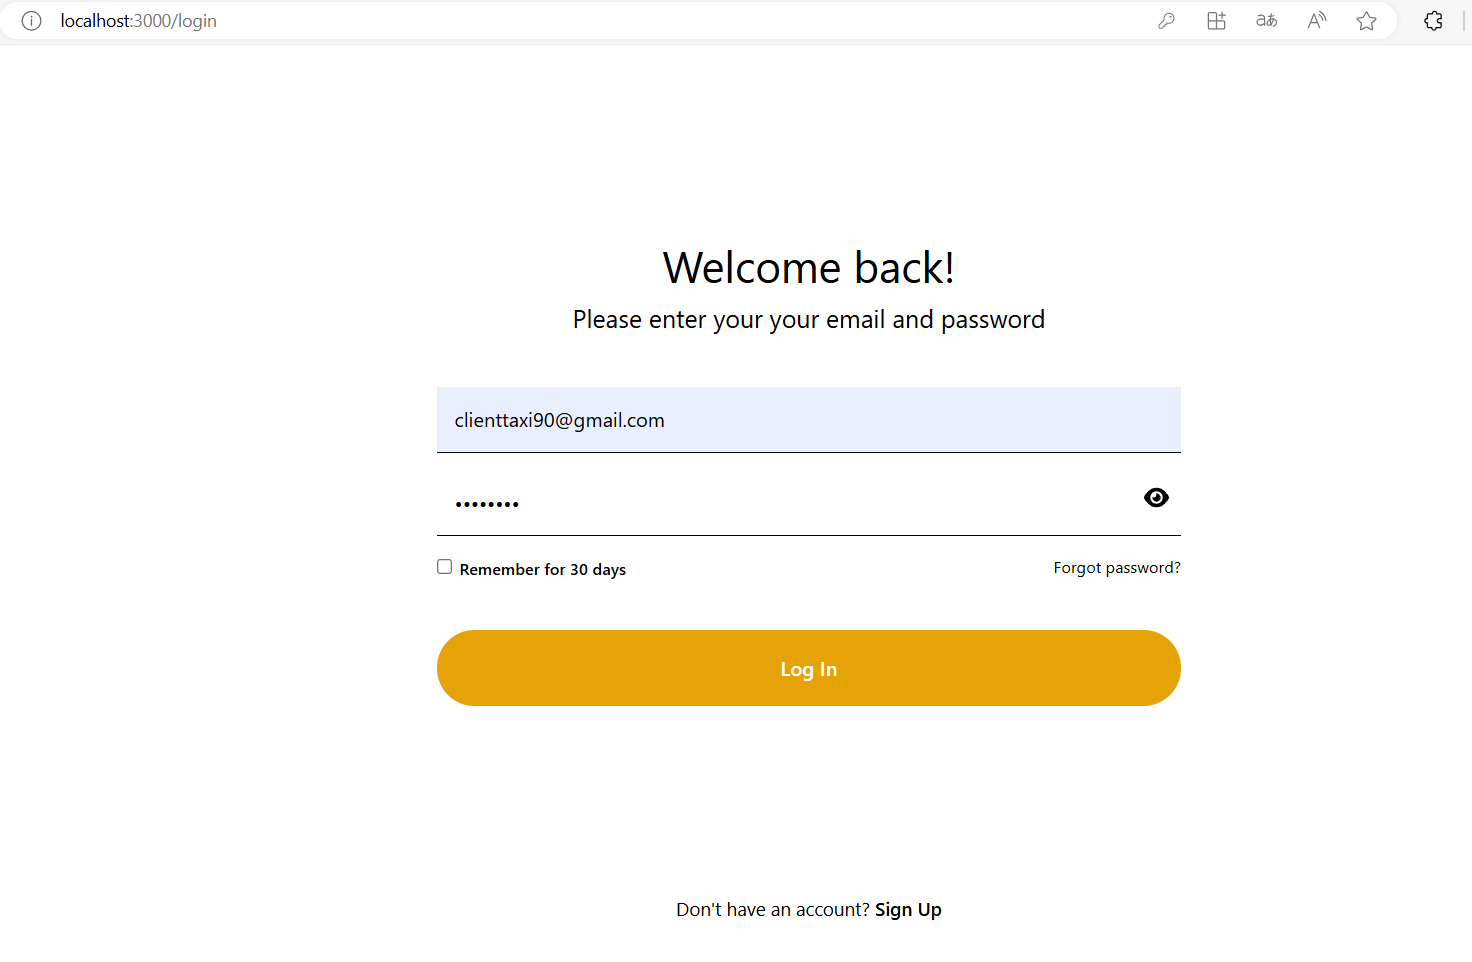 localhost:3000/login
Welcome back!
Please enter your your email and password
clienttaxi90@gmail.com
••••••••
Remember for 30 days
Forgot password?
Log In
Don't have an account? Sign Up